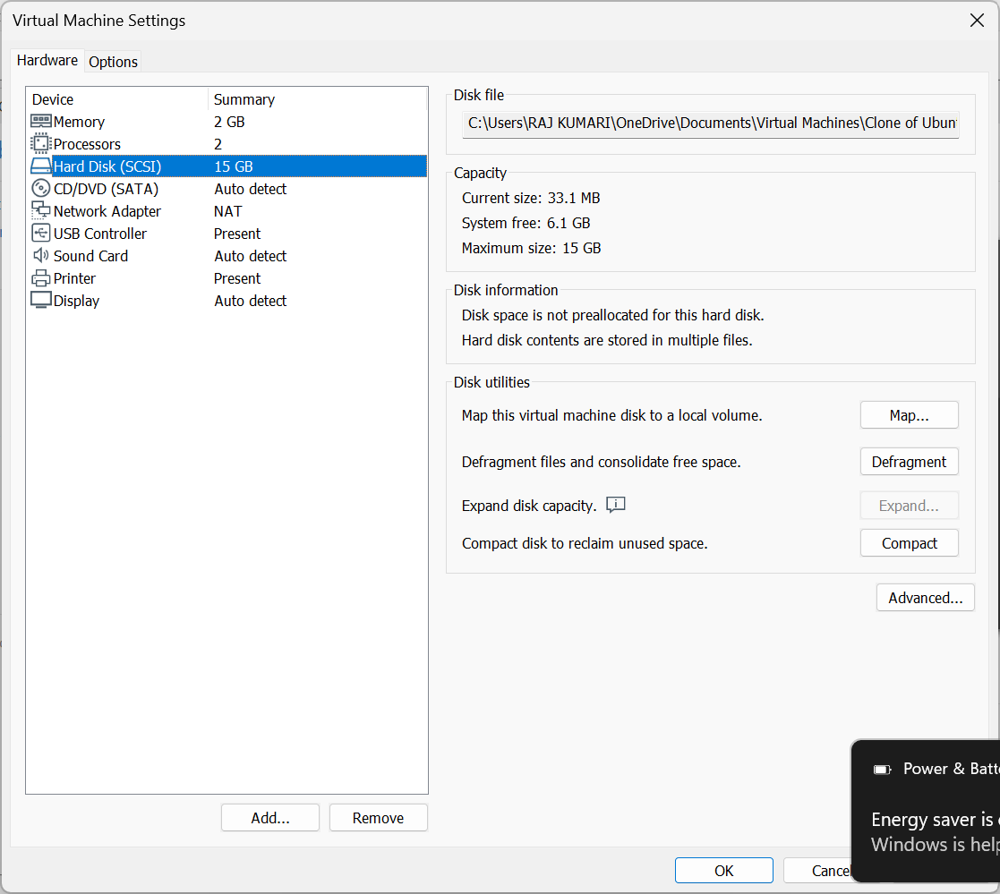 Virtual Machine Settings
Hardware Options
Device Summary
Memory 2 GB
Processors 2
Hard Disk (SCSI) 15 GB
CD/DVD (SATA) Auto detect
Network Adapter NAT
USB Controller Present
Sound Card Auto detect
Printer Present
Display Auto detect
Add...
Remove
Disk file
C:\Users\RAJ KUMARI\OneDrive\Documents\Virtual Machines\Clone of Ubun
Capacity
Current size: 33.1 MB
System free: 6.1 GB
Maximum size: 15 GB
Disk information
Disk space is not preallocated for this hard disk.
Hard disk contents are stored in multiple files.
Disk utilities
Map this virtual machine disk to a local volume. Map...
Defragment files and consolidate free space. Defragment
Expand disk capacity. Expand...
Compact disk to reclaim unused space. Compact
Advanced...
OK
Cancel
Power & Batt
Energy saver is
Windows is help